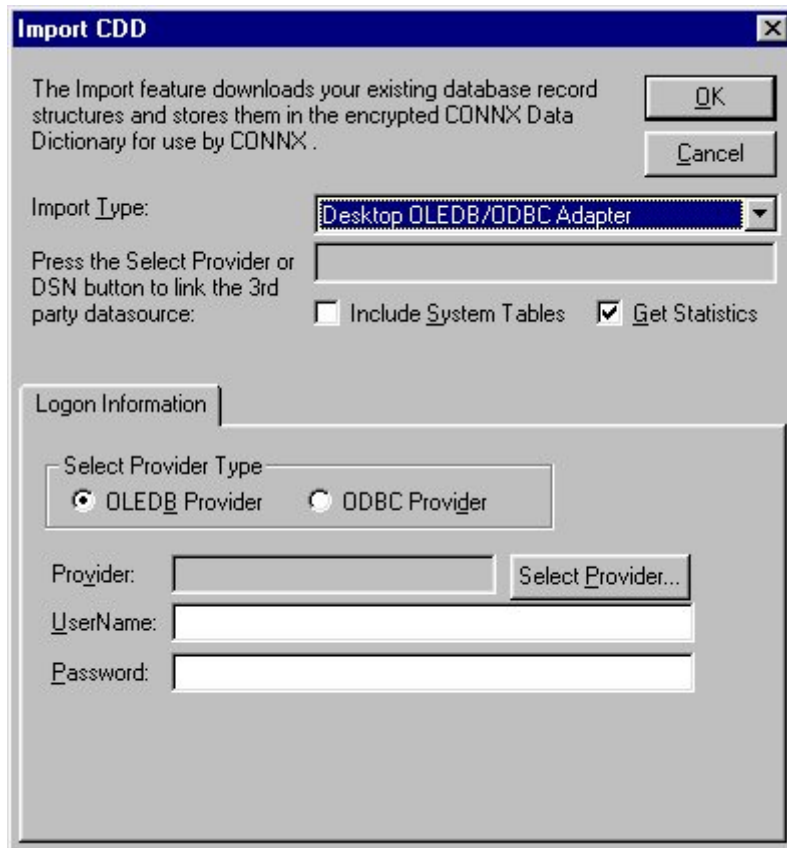 Import CDD
The Import feature downloads your existing database record
structures and stores them in the encrypted CONNX Data
Dictionary for use by CONNX .
OK
Cancel
Import Type:
Desktop OLEDB/ODBC Adapter
Press the Select Provider or
DSN button to link the 3rd
party datasource:
Include System Tables
Get Statistics
Logon Information
Select Provider Type
OLEDB Provider
ODBC Provider
Provider:
Select Provider...
UserName:
Password: